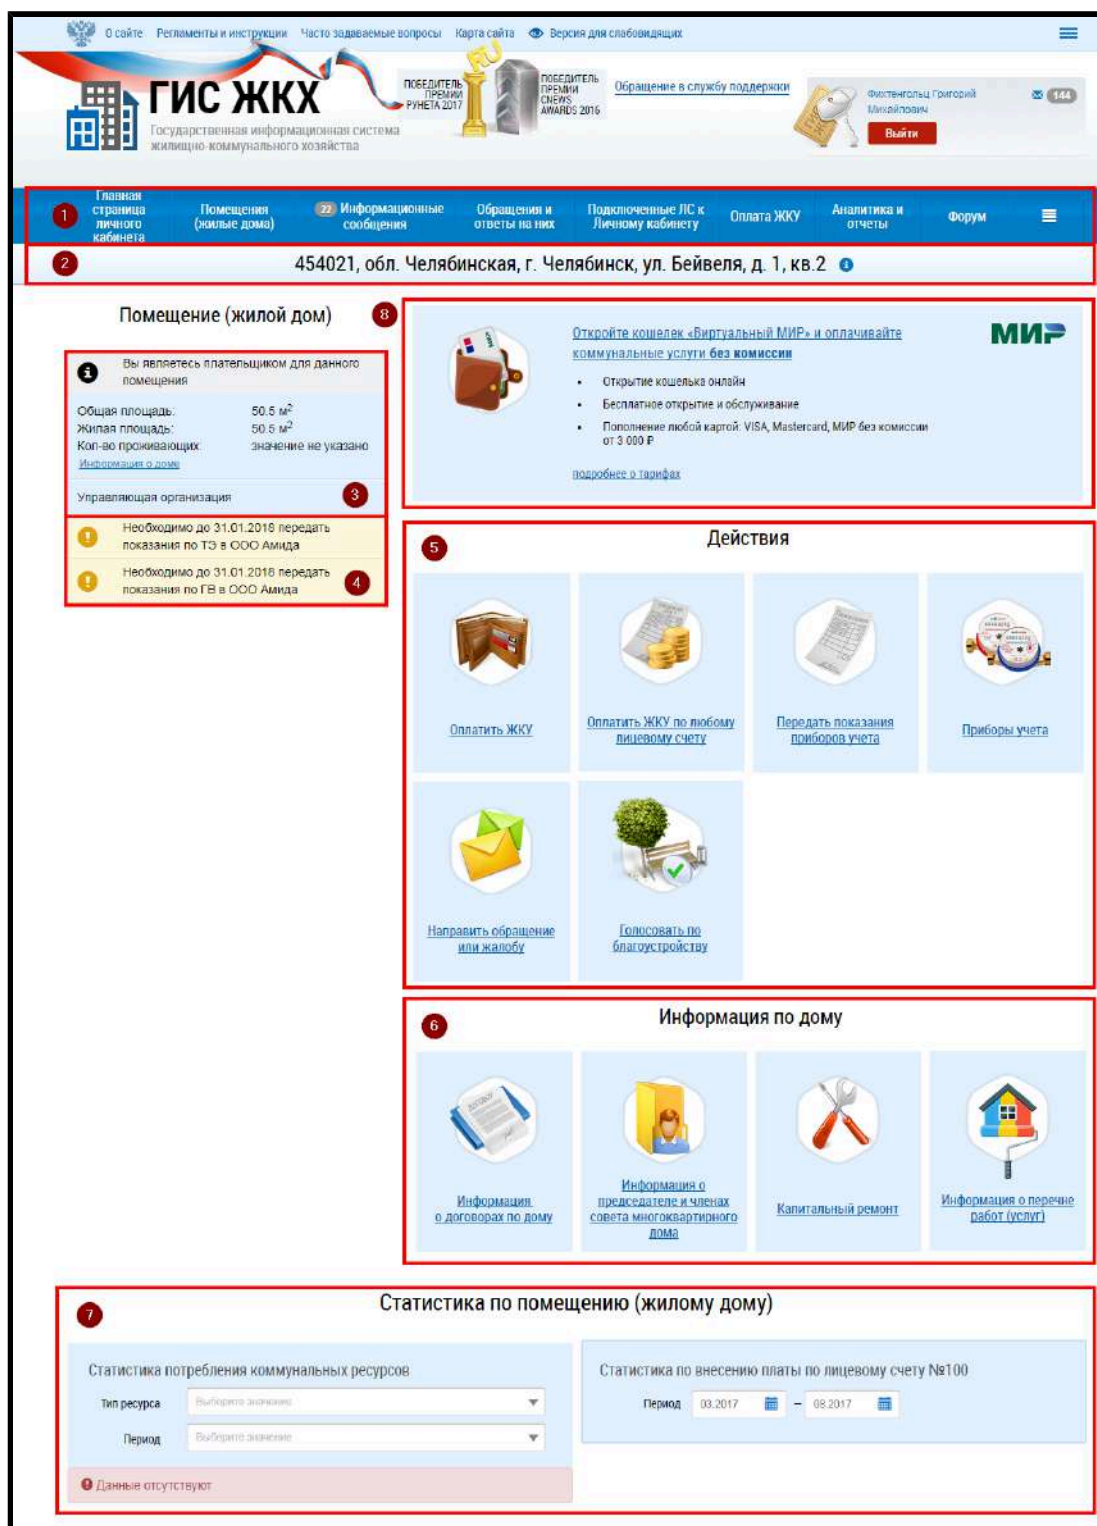 О сайте Регламенты и инструкции Часто задаваемые вопросы Карта сайта Версия для слабовидящих
ГИС ЖКХ
Государственная информационная система
жилищно-коммунального хозяйства
ПОБЕДИТЕЛЬ
ПРЕМИИ
РУНЕТА 2017
RU
ПОБЕДИТЕЛЬ
ПРЕМИИ
CNEWS
AWARDS 2016
Обращение в службу поддержки
Фихтенгольц Григорий
Михайлович
144
Выйти
1
Главная
страница
личного
кабинета
Помещения
(жилые дома)
22 Информационные
сообщения
Обращения и
ответы на них
Подключенные ЛС к
Личному кабинету
Оплата ЖКУ
Аналитика и
отчеты
Форум
2
454021, обл. Челябинская, г. Челябинск, ул. Бейвеля, д. 1, кв.2
Помещение (жилой дом)
Вы являетесь плательщиком для данного
помещения
Общая площадь: 50.5 м²
Жилая площадь: 50.5 м²
Кол-во проживающих: значение не указано
Информация о доме
Управляющая организация
3
Необходимо до 31.01.2018 передать
показания по ТЭ в ООО Амида
Необходимо до 31.01.2018 передать
показания по ГВ в ООО Амида
4
8
Откройте кошелек «Виртуальный МИР» и оплачивайте
коммунальные услуги без комиссии
МИР
• Открытие кошелька онлайн
• Бесплатное открытие и обслуживание
• Пополнение любой картой: VISA, Mastercard, МИР без комиссии
от 3 000 ₽
подробнее о тарифах
5
Действия
Оплатить ЖКУ
Оплатить ЖКУ по любому
лицевому счету
Передать показания
приборов учета
Приборы учета
Направить обращение
или жалобу
Голосовать по
благоустройству
6
Информация по дому
Информация
о договорах по дому
Информация о
председателе и членах
совета многоквартирного
дома
Капитальный ремонт
Информация о перечне
работ (услуг)
7
Статистика по помещению (жилому дому)
Статистика потребления коммунальных ресурсов
Тип ресурса Выберите значение
Период Выберите значение
Данные отсутствуют
Статистика по внесению платы по лицевому счету №100
Период 03.2017 – 08.2017